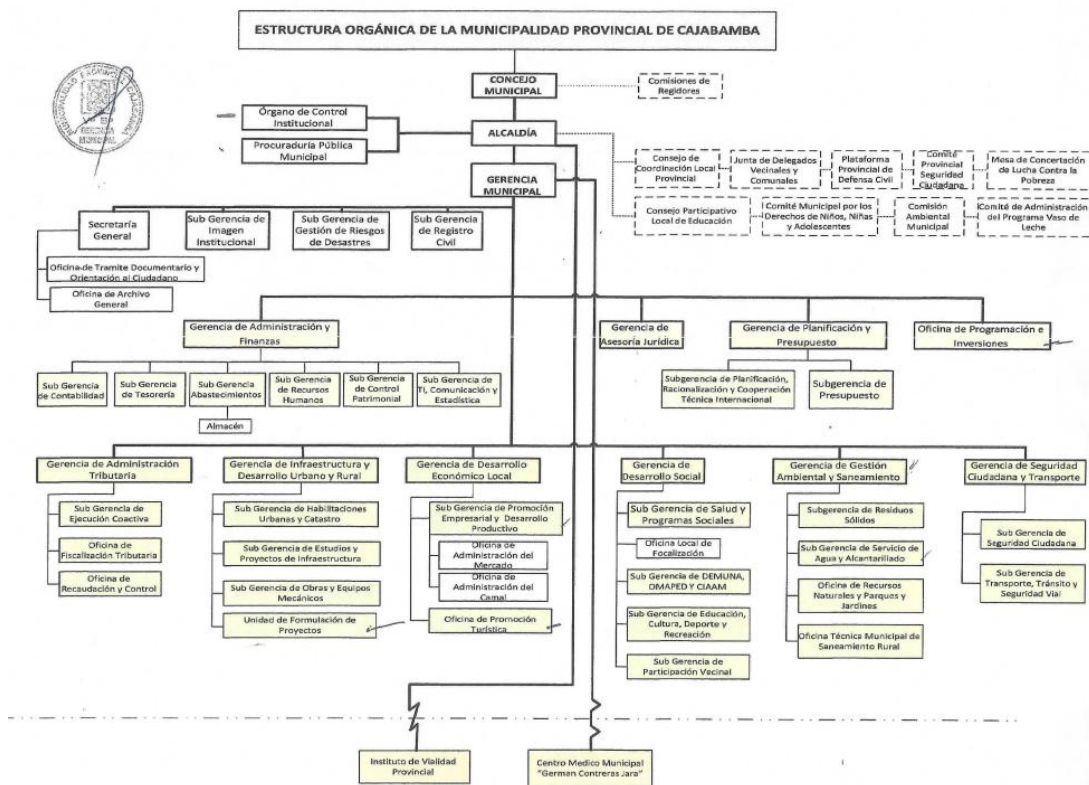 ESTRUCTURA ORGÁNICA DE LA MUNICIPALIDAD PROVINCIAL DE CAJABAMBA
CONCEJO
MUNICIPAL
Comisiones de
Regidores
MUNICIPALIDAD PROVINCIAL CAJABAMBA
GERENCIA
MUNICIPAL
Órgano de Control
Institucional
Procuraduría Pública
Municipal
ALCALDÍA
GERENCIA
MUNICIPAL
Consejo de
Coordinación Local
Provincial
Junta de Delegados
Vecinales y
Comunales
Plataforma
Provincial de
Defensa Civil
Comité
Provincial
Seguridad
Ciudadana
Mesa de Concertación
de Lucha Contra la
Pobreza
Consejo Participativo
Local de Educación
Comité Municipal por los
Derechos de Niños, Niñas
y Adolescentes
Comisión
Ambiental
Municipal
Comité de Administración
del Programa Vaso de
Leche
Secretaría
General
Sub Gerencia de
Imagen
Institucional
Sub Gerencia de
Gestión de Riesgos
de Desastres
Sub Gerencia
de Registro
Civil
Oficina de Tramite Documentario y
Orientación al Ciudadano
Oficina de Archivo
General
Gerencia de Administración y
Finanzas
Gerencia de
Asesoría Jurídica
Gerencia de Planificación y
Presupuesto
Oficina de Programación e
Inversiones
Sub Gerencia
de Contabilidad
Sub Gerencia
de Tesorería
Sub Gerencia
Abastecimientos
Sub Gerencia
de Recursos
Humanos
Sub Gerencia
de Control
Patrimonial
Sub Gerencia de
TI, Comunicación y
Estadística
Almacén
Subgerencia de Planificación,
Racionalización y Cooperación
Técnica Internacional
Subgerencia de
Presupuesto
Gerencia de Administración
Tributaria
Gerencia de Infraestructura y
Desarrollo Urbano y Rural
Gerencia de Desarrollo
Económico Local
Gerencia de
Desarrollo Social
Gerencia de Gestión
Ambiental y Saneamiento
Gerencia de Seguridad
Ciudadana y Transporte
Sub Gerencia de
Ejecución Coactiva
Oficina de
Fiscalización Tributaria
Oficina de
Recaudación y Control
Sub Gerencia de Habilitaciones
Urbanas y Catastro
Sub Gerencia de Estudios y
Proyectos de Infraestructura
Sub Gerencia de Obras y Equipos
Mecánicos
Unidad de Formulación de
Proyectos
Sub Gerencia de Promoción
Empresarial y Desarrollo
Productivo
Oficina de
Administración del
Mercado
Oficina de
Administración del
Camal
Oficina de Promoción
Turística
Sub Gerencia de Salud y
Programas Sociales
Oficina Local de
Focalización
Sub Gerencia de DEMUNA,
OMAPED Y CIAAM
Sub Gerencia de Educación,
Cultura, Deporte y
Recreación
Sub Gerencia de
Participación Vecinal
Subgerencia de Residuos
Sólidos
Sub Gerencia de Servicio de
Agua y Alcantarillado
Oficina de Recursos
Naturales y Parques y
Jardines
Oficina Técnica Municipal de
Saneamiento Rural
Sub Gerencia de
Seguridad Ciudadana
Sub Gerencia de
Transporte, Tránsito y
Seguridad Vial
Instituto de Vialidad
Provincial
Centro Medico Municipal
"German Contreras Jara"